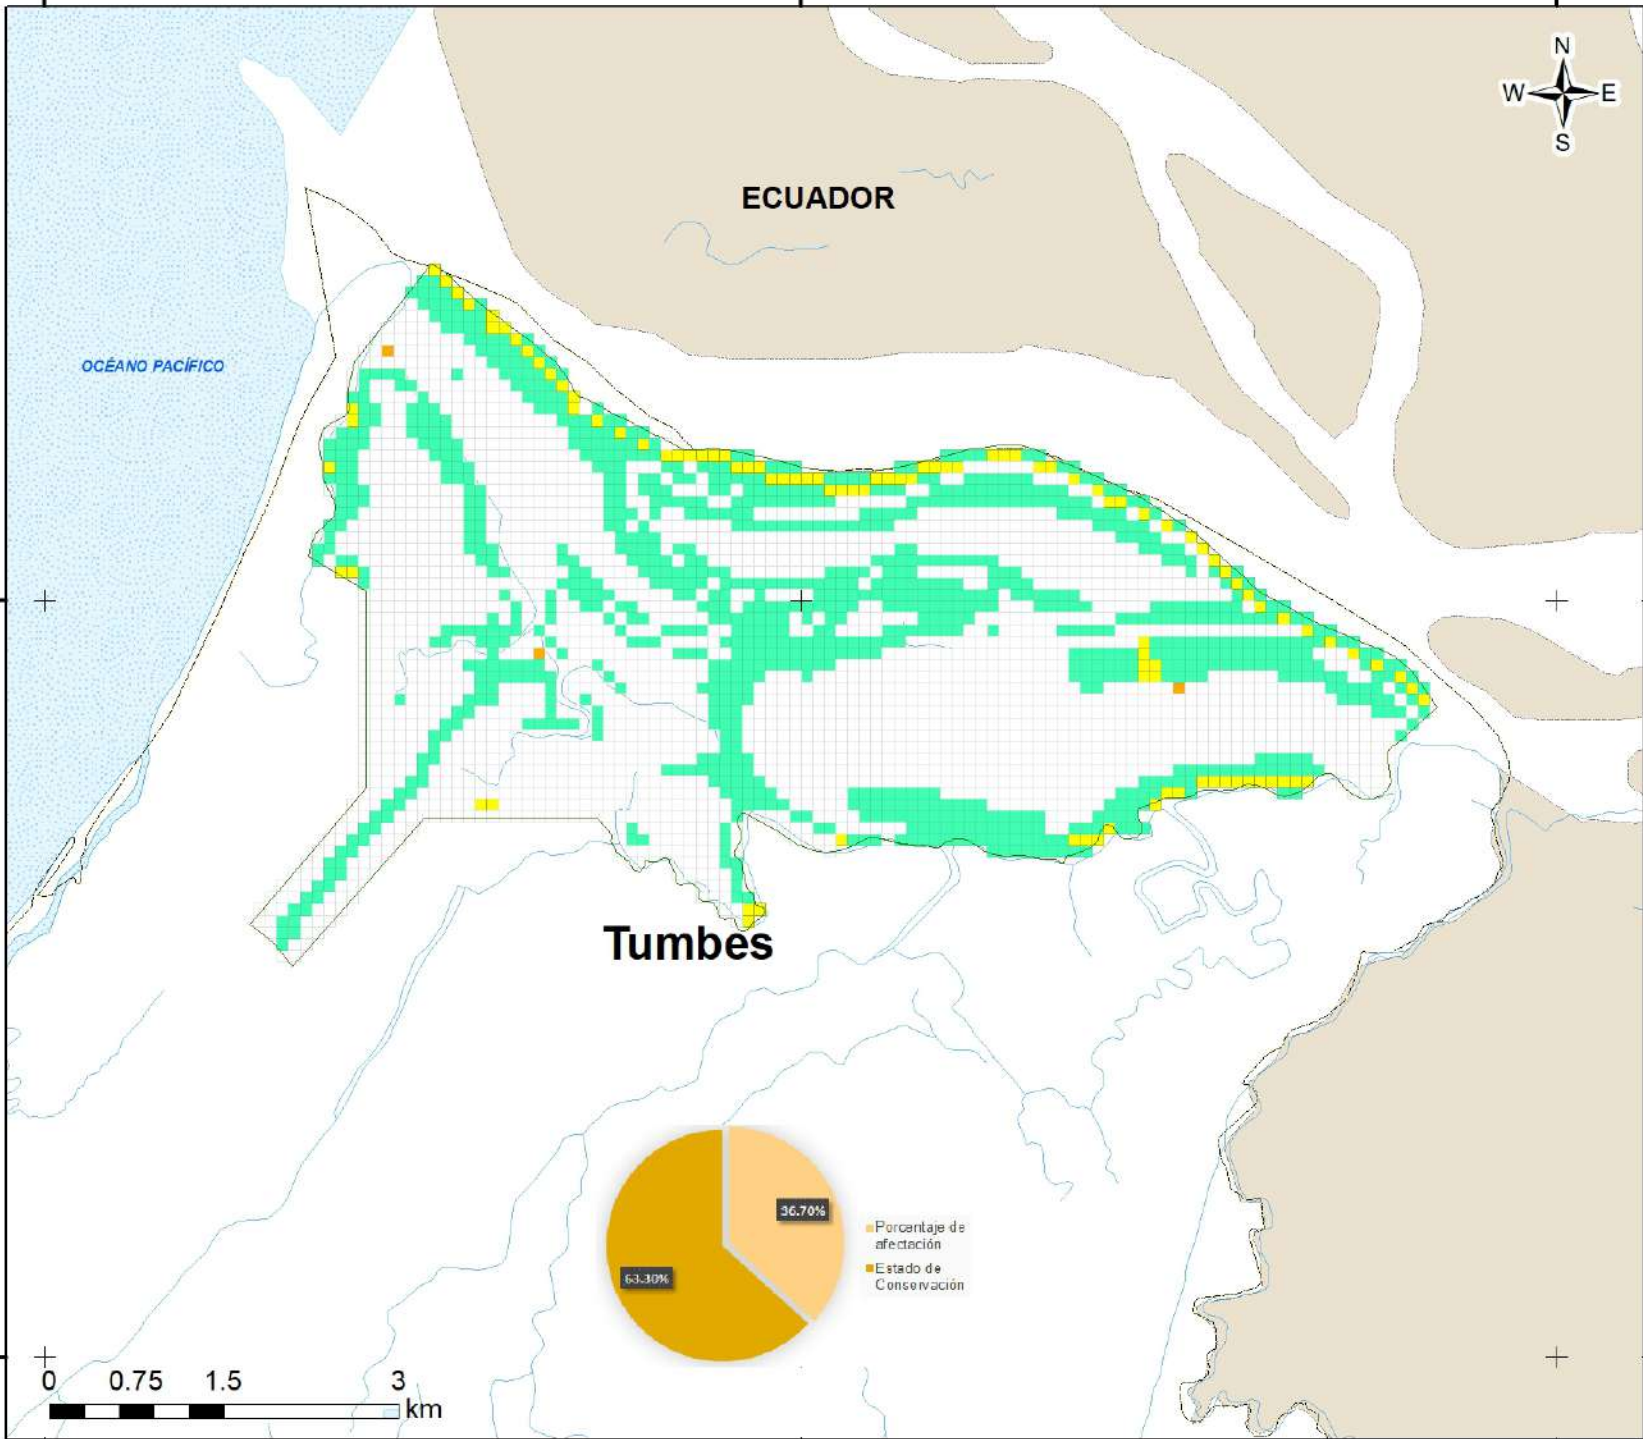 N
W E
S
ECUADOR
OCÉANO PACÍFICO
Tumbes
36.70%
63.30%
Porcentaje de
afectación
Estado de
Conservación
0 0.75 1.5 3
km